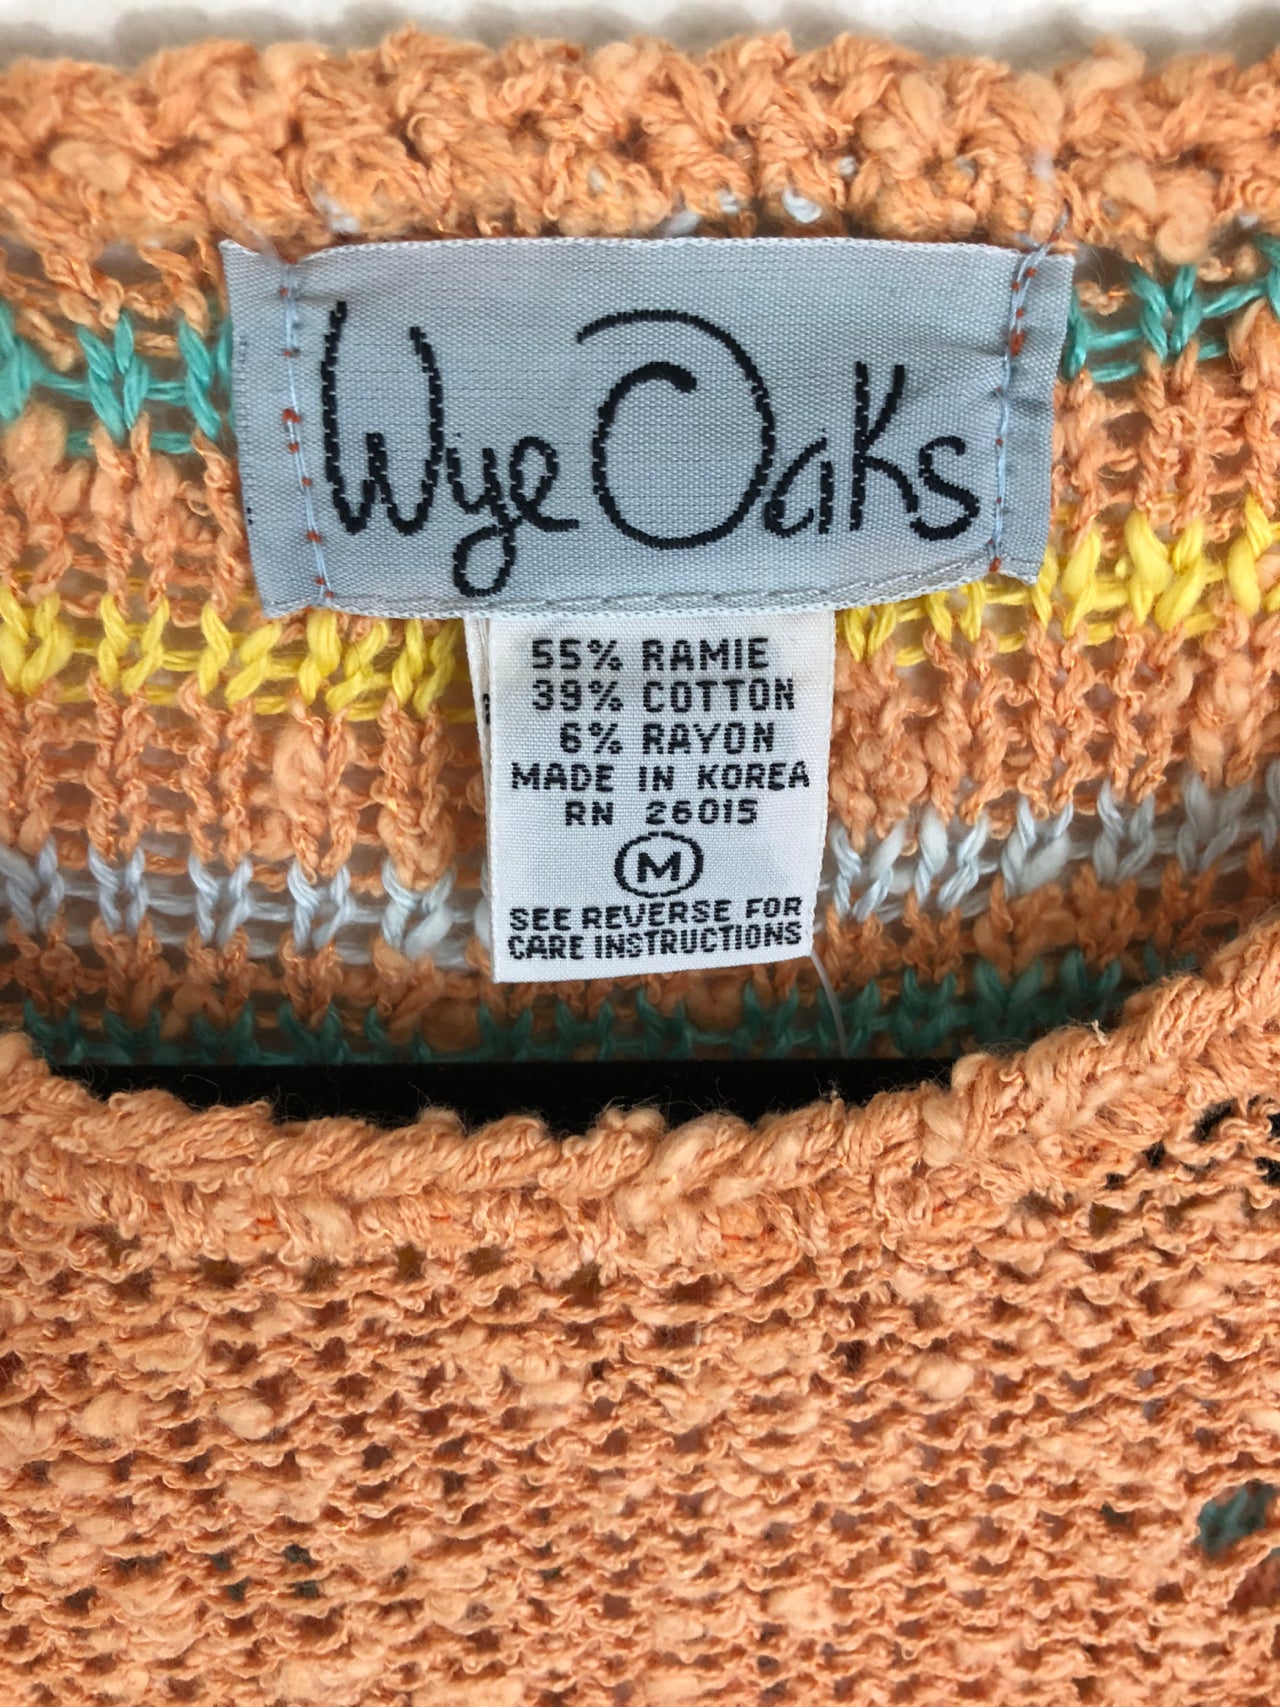 Wye Oaks
55% RAMIE
39% COTTON
6% RAYON
MADE IN KOREA
RN 26015
M
SEE REVERSE FOR
CARE INSTRUCTIONS